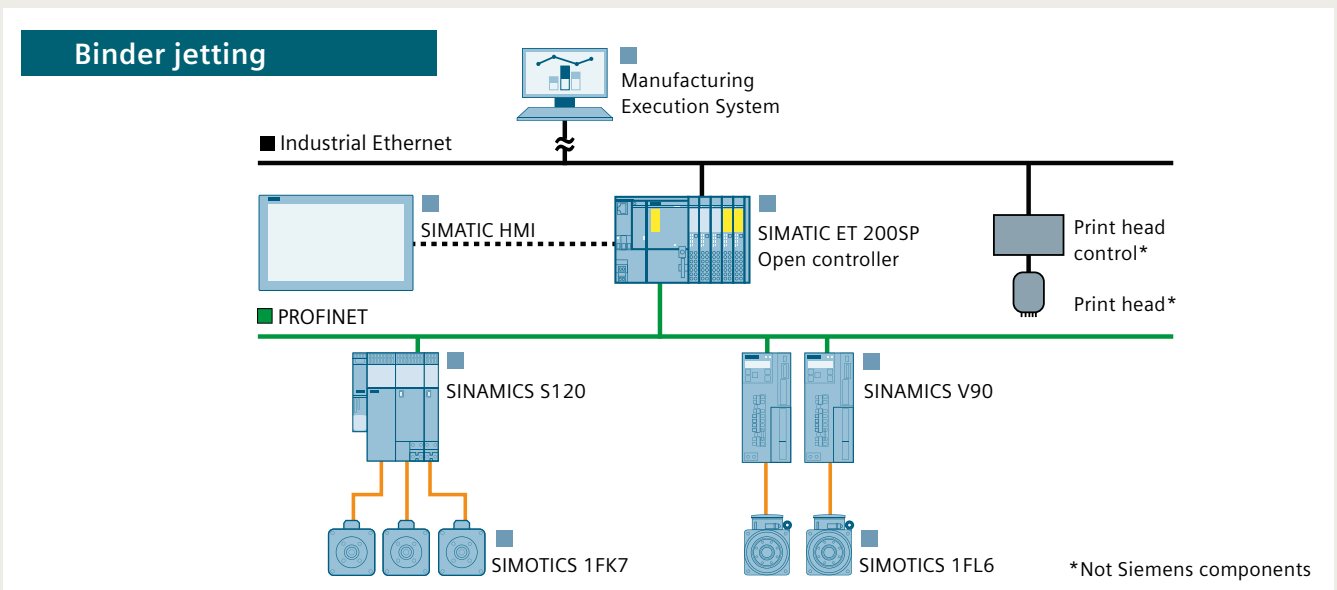 Binder jetting
Manufacturing
Execution System
Industrial Ethernet
SIMATIC HMI
SIMATIC ET 200SP
Open controller
Print head
control*
Print head*
PROFINET
SINAMICS S120
SINAMICS V90
SIMOTICS 1FK7
SIMOTICS 1FL6
*Not Siemens components